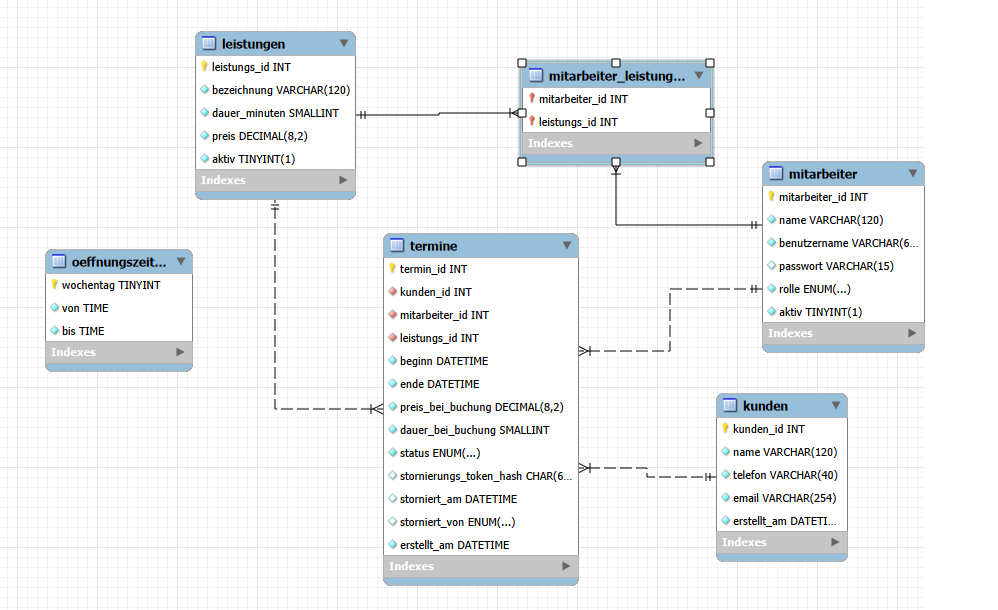 leistungen
leistungs_id INT
bezeichnung VARCHAR(120)
dauer_minuten SMALLINT
preis DECIMAL(8,2)
aktiv TINYINT(1)
Indexes
mitarbeiter_leistung...
mitarbeiter_id INT
leistungs_id INT
Indexes
mitarbeiter
mitarbeiter_id INT
name VARCHAR(120)
benutzername VARCHAR(6...
passwort VARCHAR(15)
rolle ENUM(...)
aktiv TINYINT(1)
Indexes
oeffnungszeit...
wochentag TINYINT
von TIME
bis TIME
Indexes
termine
termin_id INT
kunden_id INT
mitarbeiter_id INT
leistungs_id INT
beginn DATETIME
ende DATETIME
preis_bei_buchung DECIMAL(8,2)
dauer_bei_buchung SMALLINT
status ENUM(...)
stornierungs_token_hash CHAR(6...
storniert_am DATETIME
storniert_von ENUM(...)
erstellt_am DATETIME
Indexes
kunden
kunden_id INT
name VARCHAR(120)
telefon VARCHAR(40)
email VARCHAR(254)
erstellt_am DATETI...
Indexes